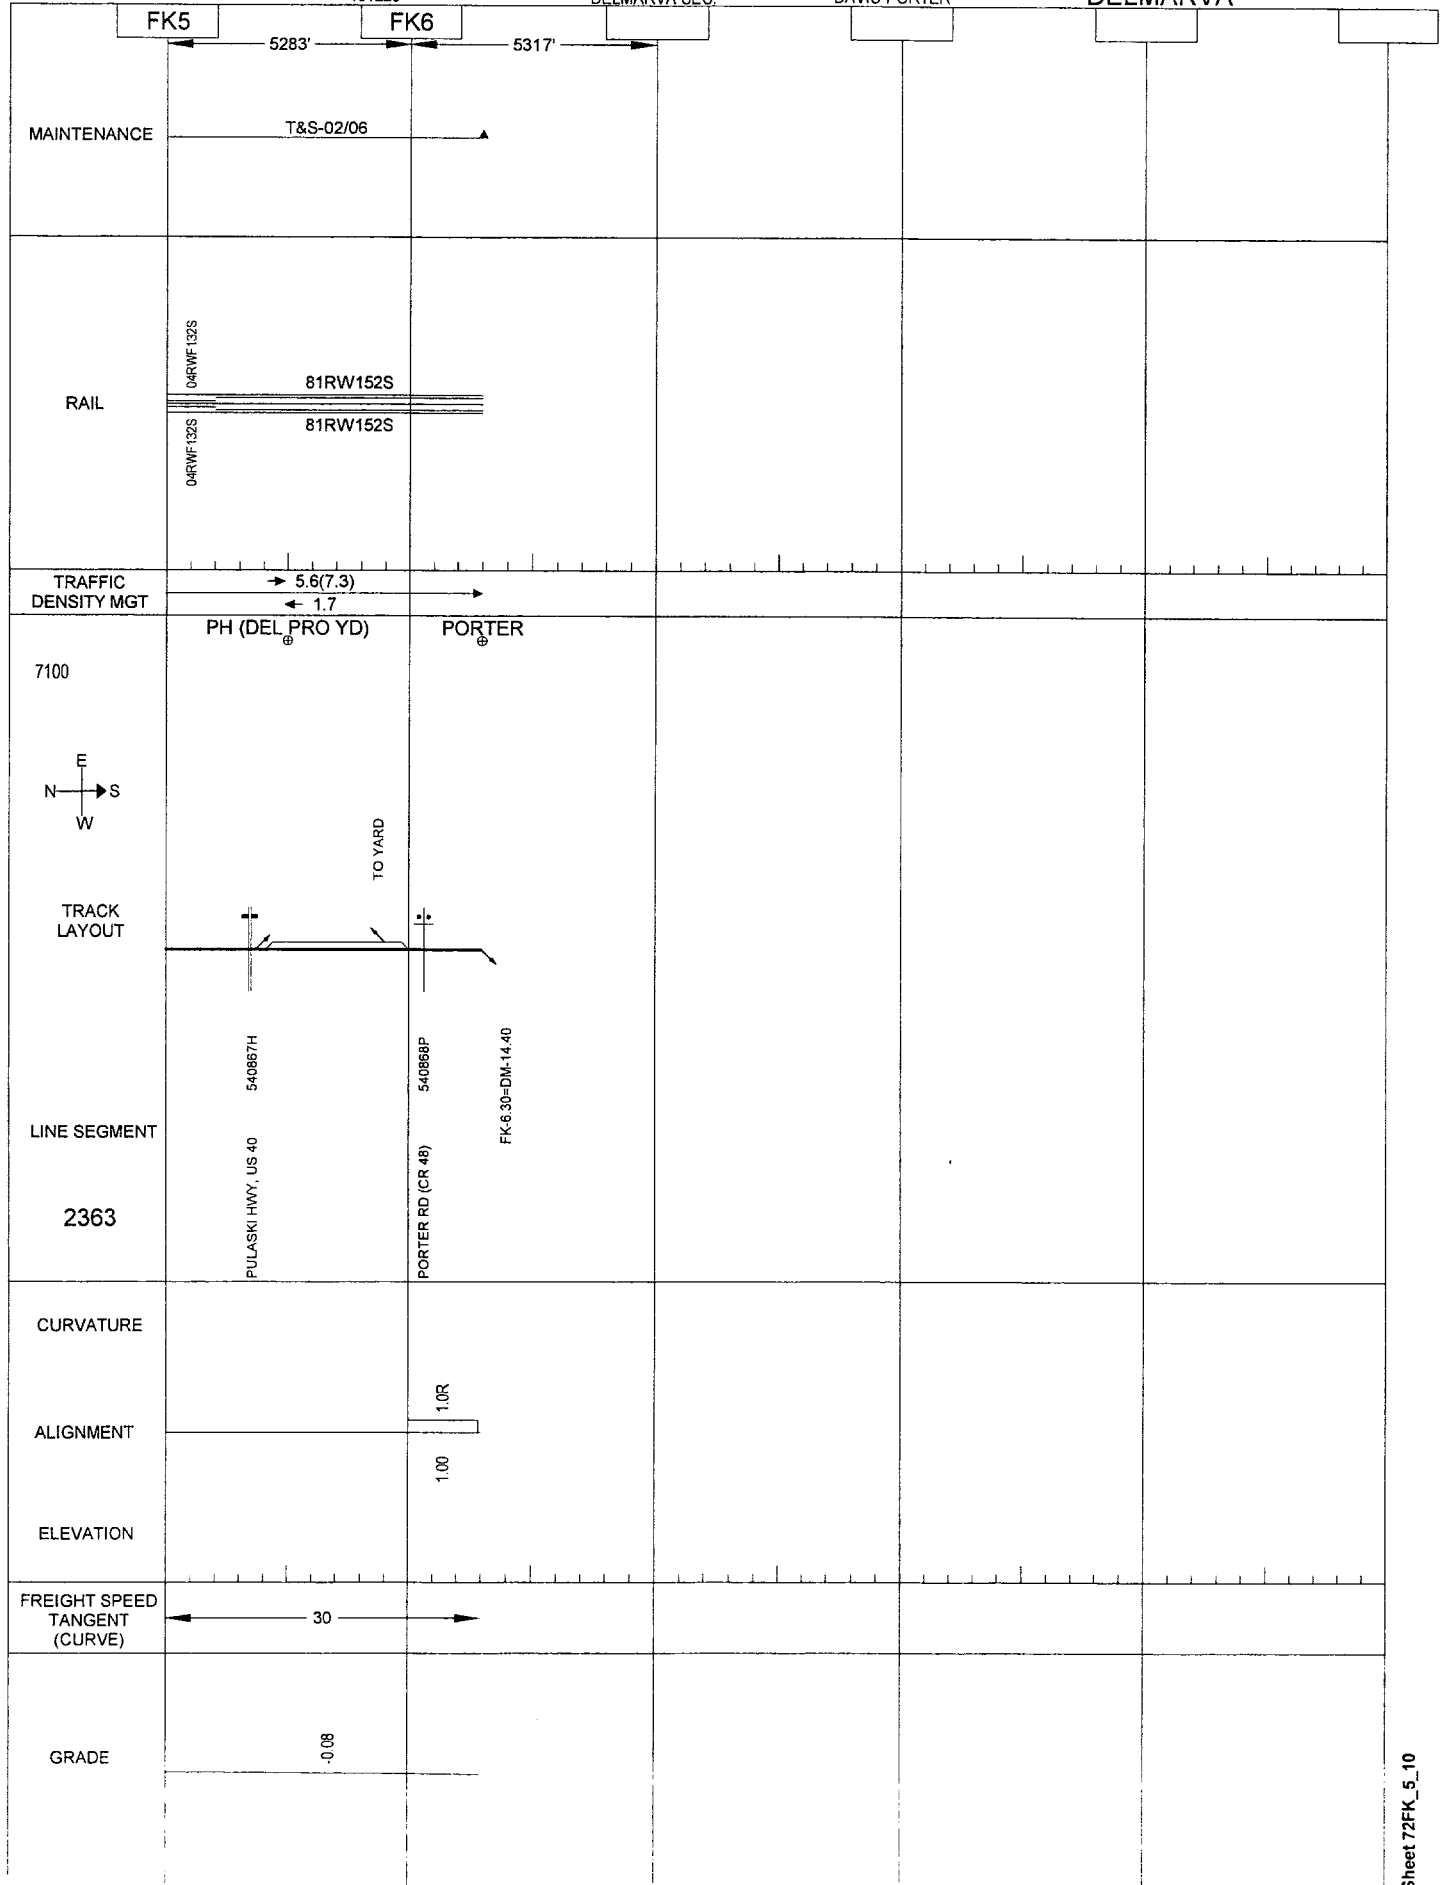 DELMARVA
FK5
FK6
5283'
5317'
MAINTENANCE
T&S-02/06
RAIL
04RWF132S
04RWF132S
81RW152S
81RW152S
TRAFFIC
DENSITY MGT
5.6(7.3)
1.7
PH (DEL PRO YD)
PORTER
7100
E
N
S
W
TO YARD
TRACK
LAYOUT
540867H
540868P
FK-6.30=DM-14.40
LINE SEGMENT
PULASKI HWY, US 40
PORTER RD (CR 48)
2363
CURVATURE
1.0R
ALIGNMENT
1.00
ELEVATION
FREIGHT SPEED
TANGENT
(CURVE)
30
GRADE
-0.08
Sheet 72FK_5_10